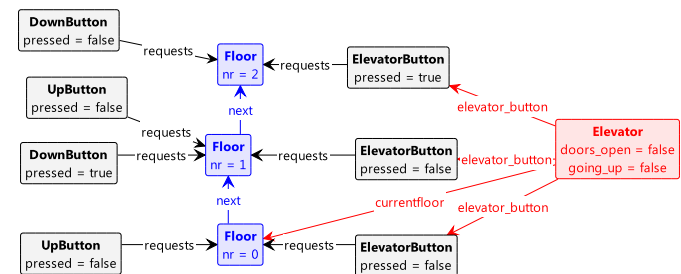 DownButton
pressed = false
requests
Floor
nr = 2
requests
ElevatorButton
pressed = true
UpButton
pressed = false
next
elevator_button
requests
DownButton
pressed = true
requests
Floor
nr = 1
requests
ElevatorButton
pressed = false
elevator_button
Elevator
doors_open = false
going_up = false
next
currentfloor
elevator_button
UpButton
pressed = false
requests
Floor
nr = 0
requests
ElevatorButton
pressed = false